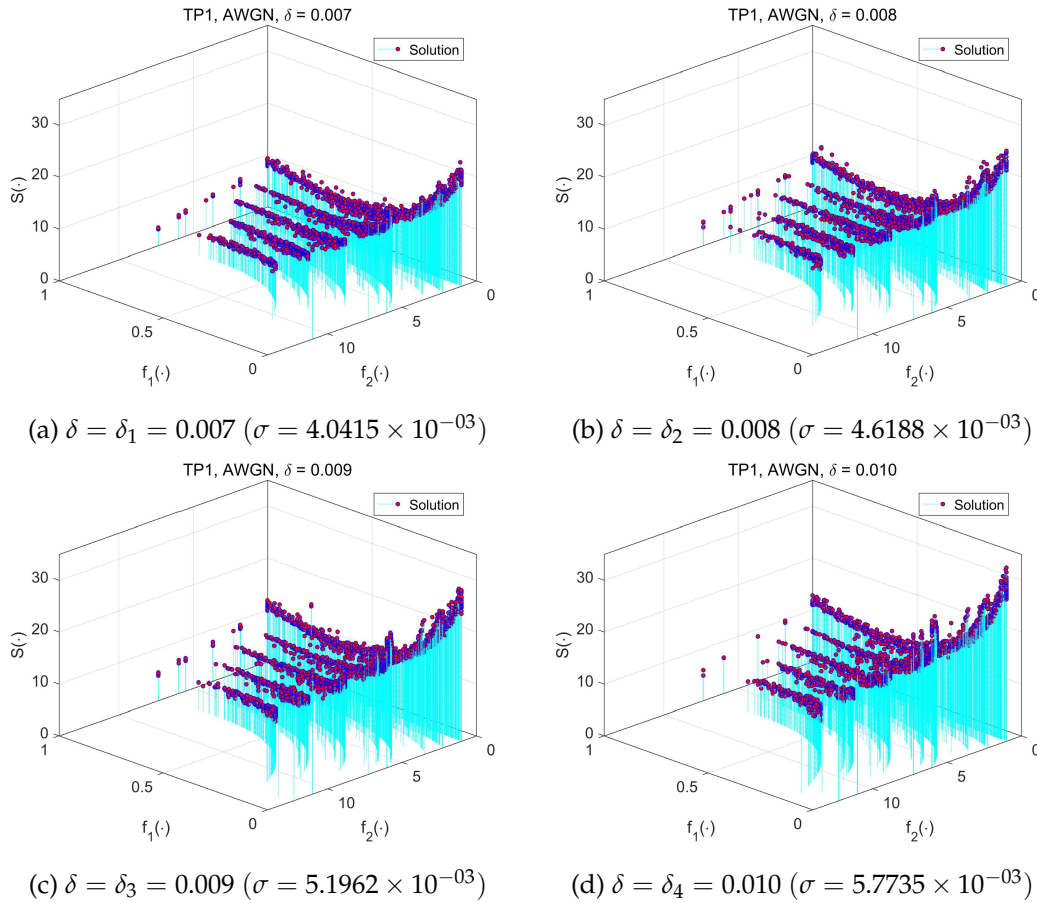 TP1, AWGN, δ = 0.007
Solution
30
20
10
0
S(·)
1
0.5
0
f₁(·)
10
5
0
f₂(·)
(a) δ = δ₁ = 0.007 (σ = 4.0415 × 10⁻⁰³)
TP1, AWGN, δ = 0.008
Solution
30
20
10
0
S(·)
1
0.5
0
f₁(·)
10
5
0
f₂(·)
(b) δ = δ₂ = 0.008 (σ = 4.6188 × 10⁻⁰³)
TP1, AWGN, δ = 0.009
Solution
30
20
10
0
S(·)
1
0.5
0
f₁(·)
10
5
0
f₂(·)
(c) δ = δ₃ = 0.009 (σ = 5.1962 × 10⁻⁰³)
TP1, AWGN, δ = 0.010
Solution
30
20
10
0
S(·)
1
0.5
0
f₁(·)
10
5
0
f₂(·)
(d) δ = δ₄ = 0.010 (σ = 5.7735 × 10⁻⁰³)